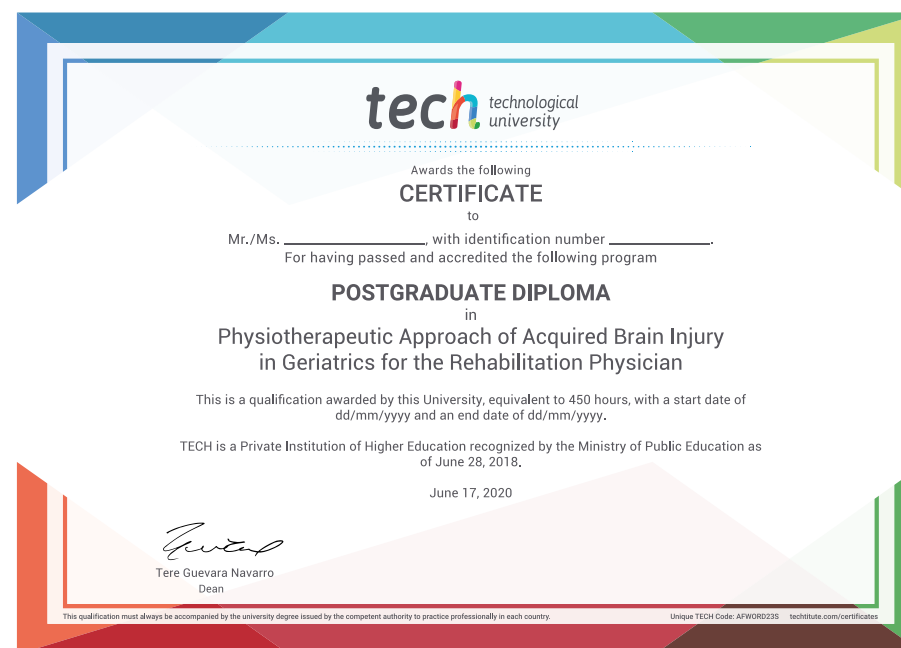 tech technological
university
Awards the following
CERTIFICATE
to
Mr./Ms. ____________________, with identification number ______________.
For having passed and accredited the following program
POSTGRADUATE DIPLOMA
in
Physiotherapeutic Approach of Acquired Brain Injury
in Geriatrics for the Rehabilitation Physician
This is a qualification awarded by this University, equivalent to 450 hours, with a start date of
dd/mm/yyyy and an end date of dd/mm/yyyy.
TECH is a Private Institution of Higher Education recognized by the Ministry of Public Education as
of June 28, 2018.
June 17, 2020
Tere Guevara Navarro
Dean
This qualification must always be accompanied by the university degree issued by the competent authority to practice professionally in each country.
Unique TECH Code: AFWORD23S techtitute.com/certificates